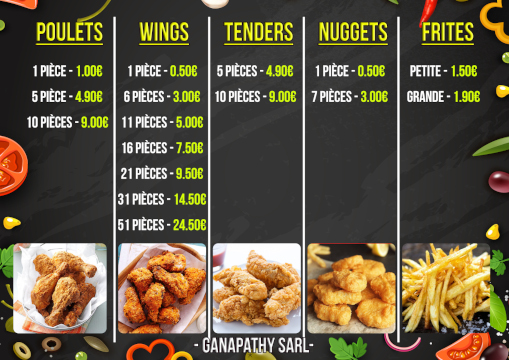 POULETS
1 PIÈCE - 1.00€
5 PIÈCE - 4.90€
10 PIÈCES - 9.00€
WINGS
1 PIÈCE - 0.50€
6 PIÈCES - 3.00€
11 PIÈCES - 5.00€
16 PIÈCES - 7.50€
21 PIÈCES - 9.50€
31 PIÈCES - 14.50€
51 PIÈCES - 24.50€
TENDERS
5 PIÈCES - 4.90€
10 PIÈCES - 9.00€
NUGGETS
1 PIÈCE - 0.50€
7 PIÈCES - 3.00€
FRITES
PETITE - 1.50€
GRANDE - 1.90€
- GANAPATHY SARL-